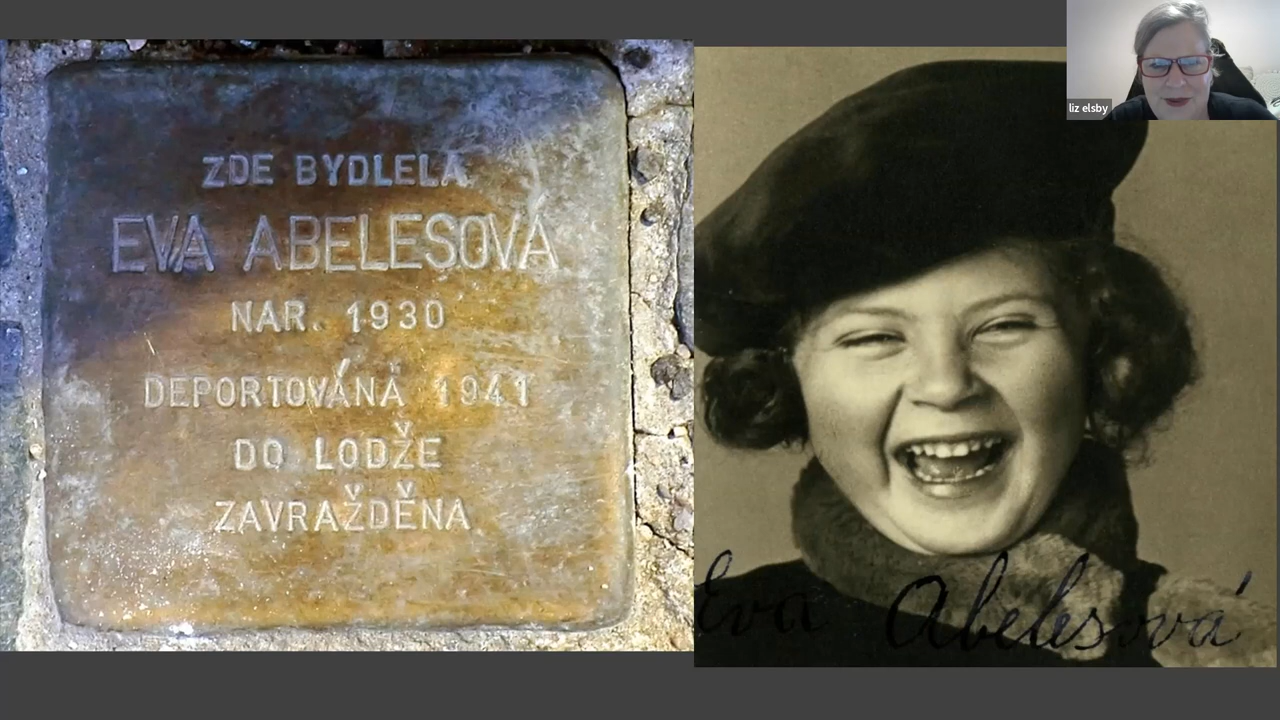 ZDE BYDLELA
EVA ABELESOVÁ
NAR. 1930
DEPORTOVÁNA 1941
DO LODŽE
ZAVRAŽDĚNA
Eva Abelesová
liz elsby